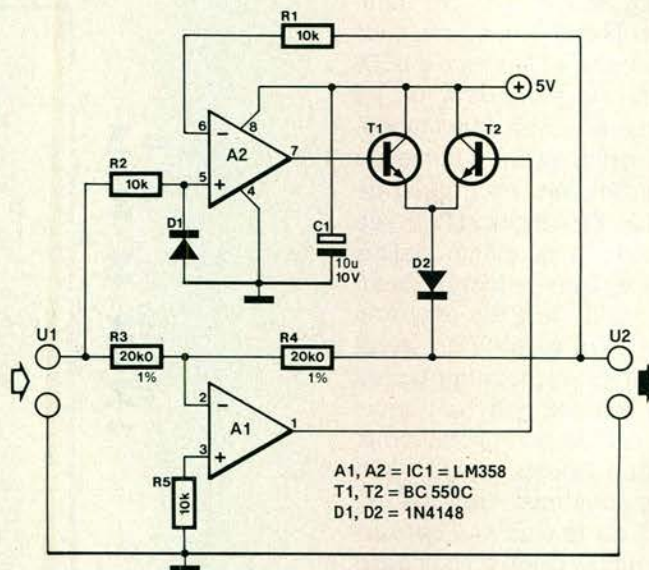 R1
10k
5V
6
8
A2
7
T1
T2
R2
10k
5
4
D1
C1
10u
10V
D2
U1
R3
20k0
1%
R4
20k0
1%
U2
2
A1
1
3
R5
10k
A1, A2 = IC1 = LM358
T1, T2 = BC 550C
D1, D2 = 1N4148